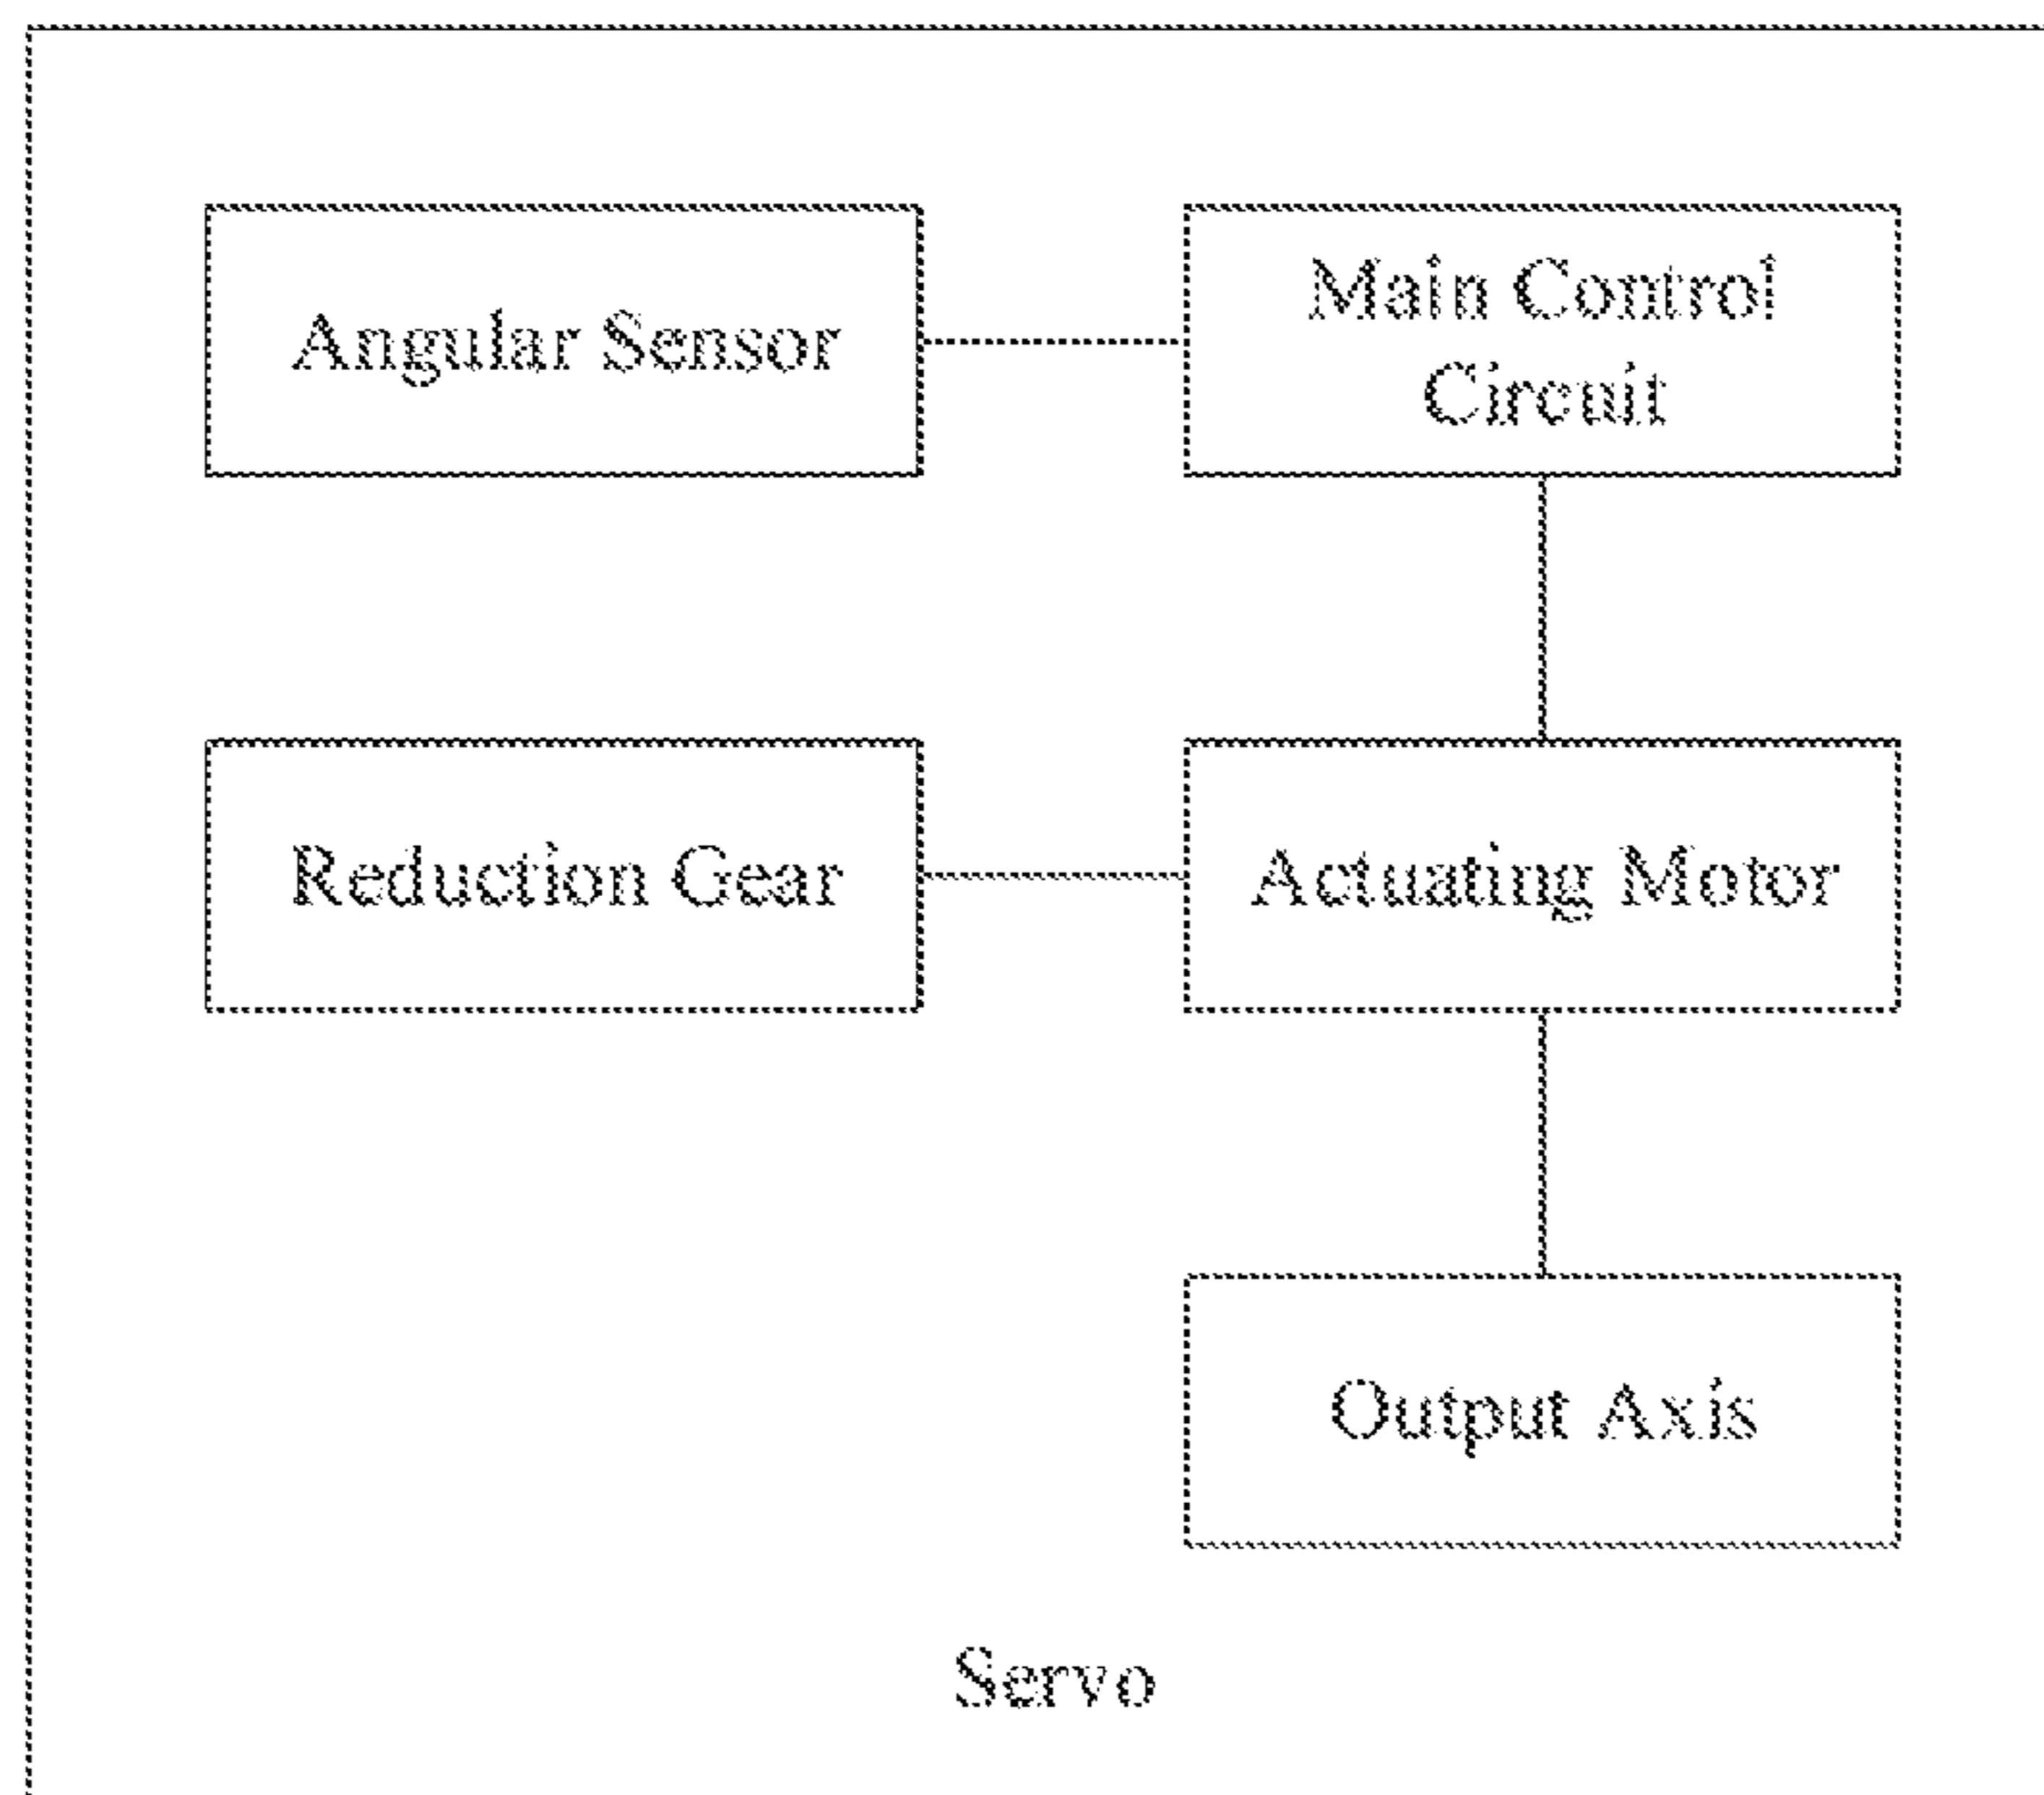 Angular Sensor
Main Control
Circuit
Reduction Gear
Actuating Motor
Output Axis
Servo